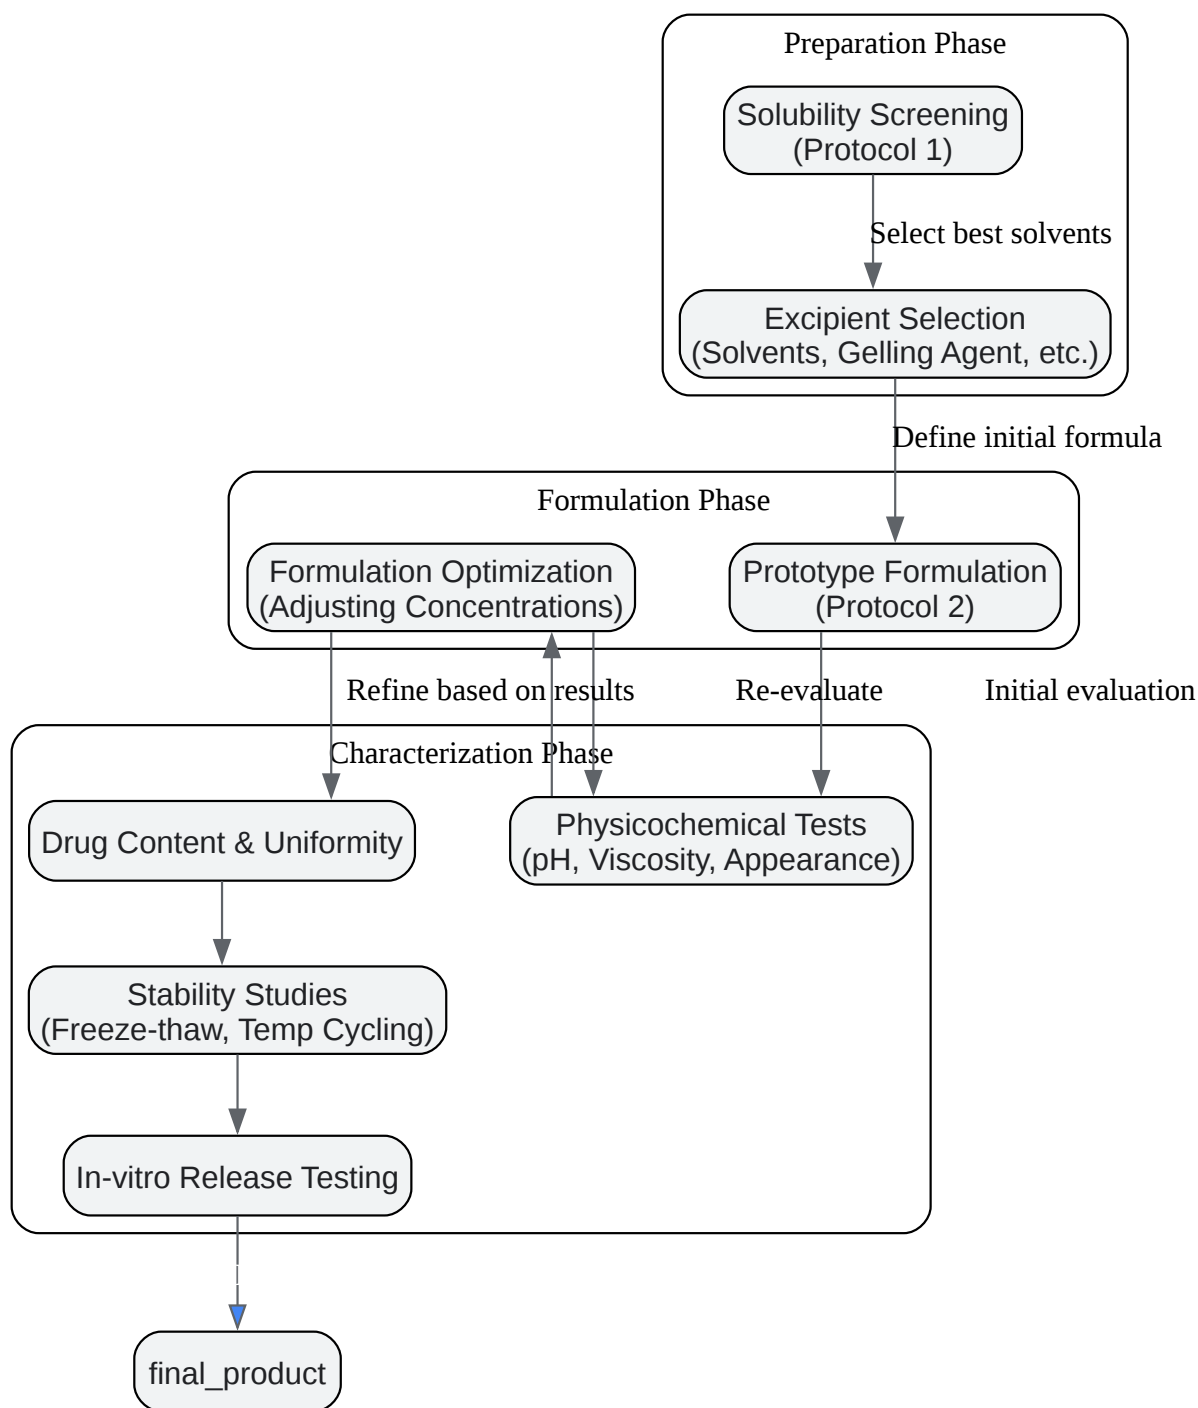 Preparation Phase
Solubility Screening
(Protocol 1)
Select best solvents
Excipient Selection
(Solvents, Gelling Agent, etc.)
Define initial formula
Formulation Phase
Formulation Optimization
(Adjusting Concentrations)
Prototype Formulation
(Protocol 2)
Refine based on results
Re-evaluate
Initial evaluation
Characterization Phase
Drug Content & Uniformity
Physicochemical Tests
(pH, Viscosity, Appearance)
Stability Studies
(Freeze-thaw, Temp Cycling)
In-vitro Release Testing
final_product